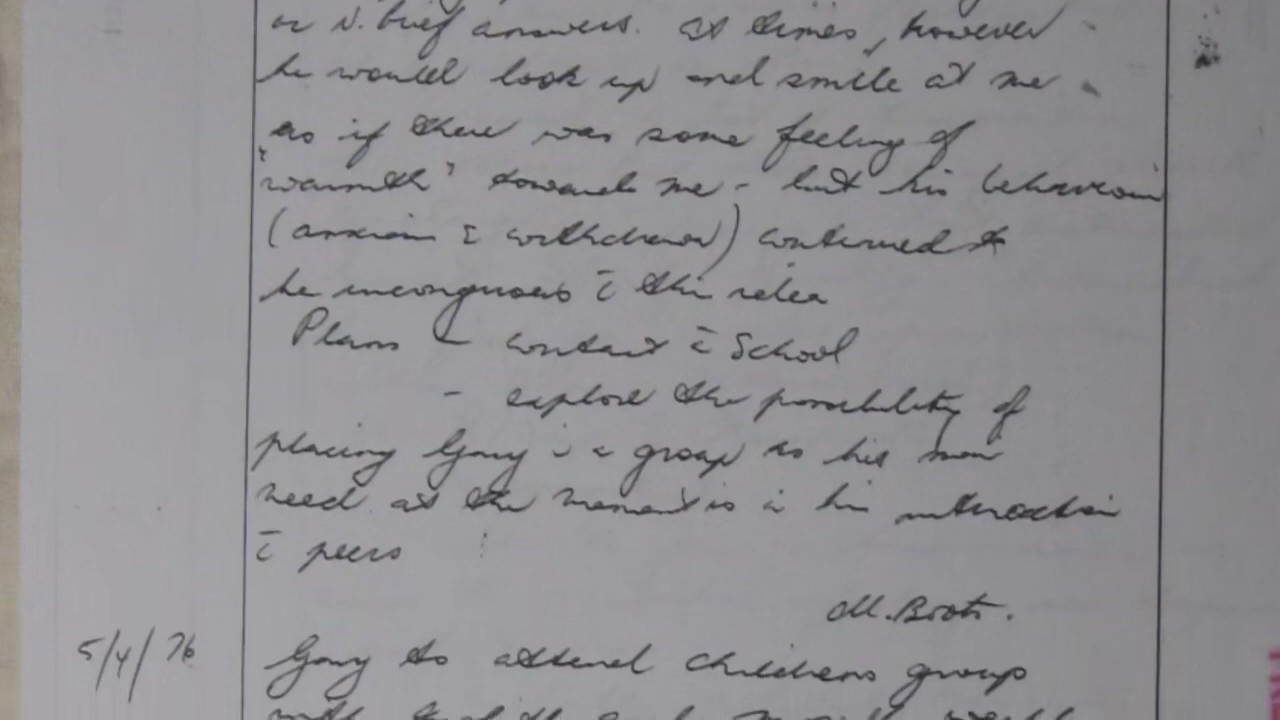 or v. brief answers. At times, however
he would look up and smile at me
as if there was some feeling of
"warmth" towards me - but his behaviour
(anxious & withdrawn) continued to
be incongruous c̄ this
Plans - contact c̄ School
- explore the possibility of
placing Gary in a group as his main
need at the moment is in his interaction
c̄ peers
M.
5/4/76 Gary to attend childrens group